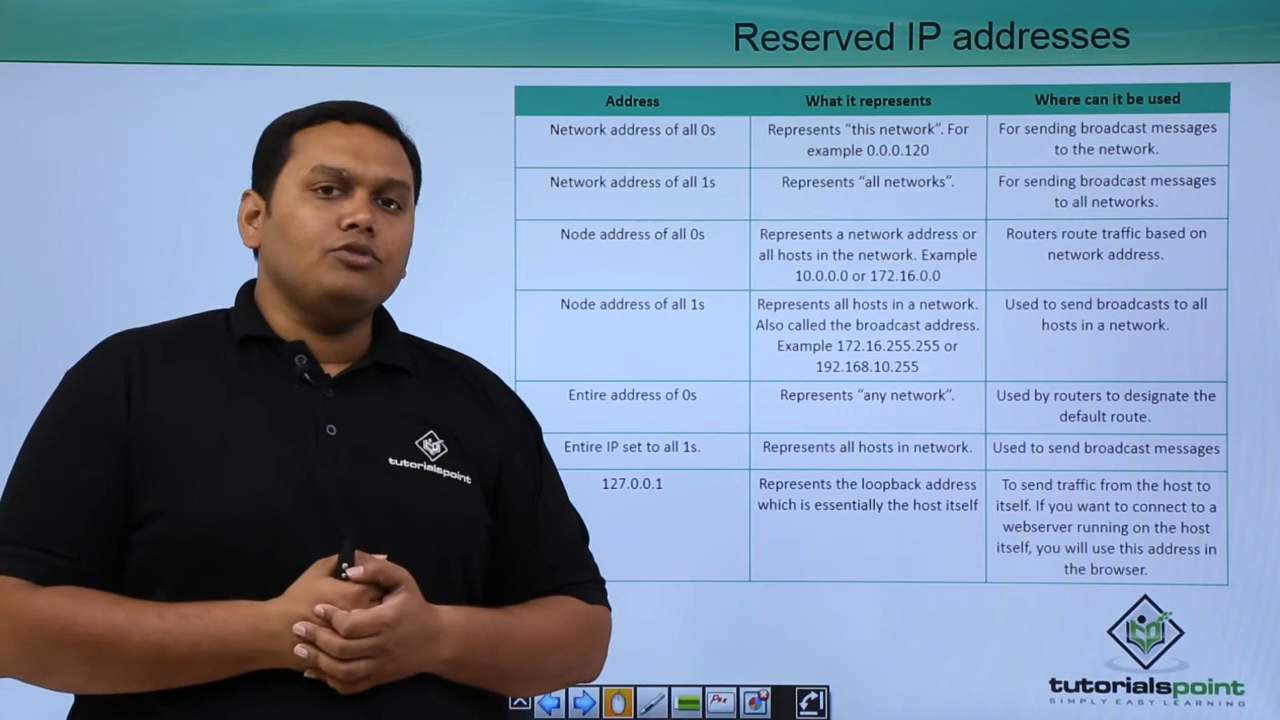 Reserved IP addresses
Address
What it represents
Where can it be used
Network address of all 0s
Represents “this network”. For
example 0.0.0.120
For sending broadcast messages
to the network.
Network address of all 1s
Represents “all networks”.
For sending broadcast messages
to all networks.
Node address of all 0s
Represents a network address or
all hosts in the network. Example
10.0.0.0 or 172.16.0.0
Routers route traffic based on
network address.
Node address of all 1s
Represents all hosts in a network.
Also called the broadcast address.
Example 172.16.255.255 or
192.168.10.255
Used to send broadcasts to all
hosts in a network.
Entire address of 0s
Represents “any network”.
Used by routers to designate the
default route.
Entire IP set to all 1s.
Represents all hosts in network.
Used to send broadcast messages
127.0.0.1
Represents the loopback address
which is essentially the host itself
To send traffic from the host to
itself. If you want to connect to a
webserver running on the host
itself, you will use this address in
the browser.
tutorialspoint
tutorialspoint
SIMPLY EASY LEARNING